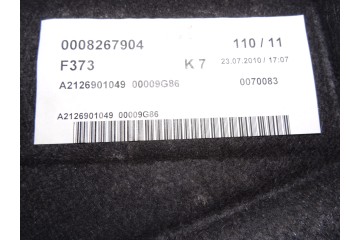 0008267904 110 / 11
F373 K 7 23.07.2010 / 17:07
A2126901049 00009G86 0070083
A2126901049 00009G86